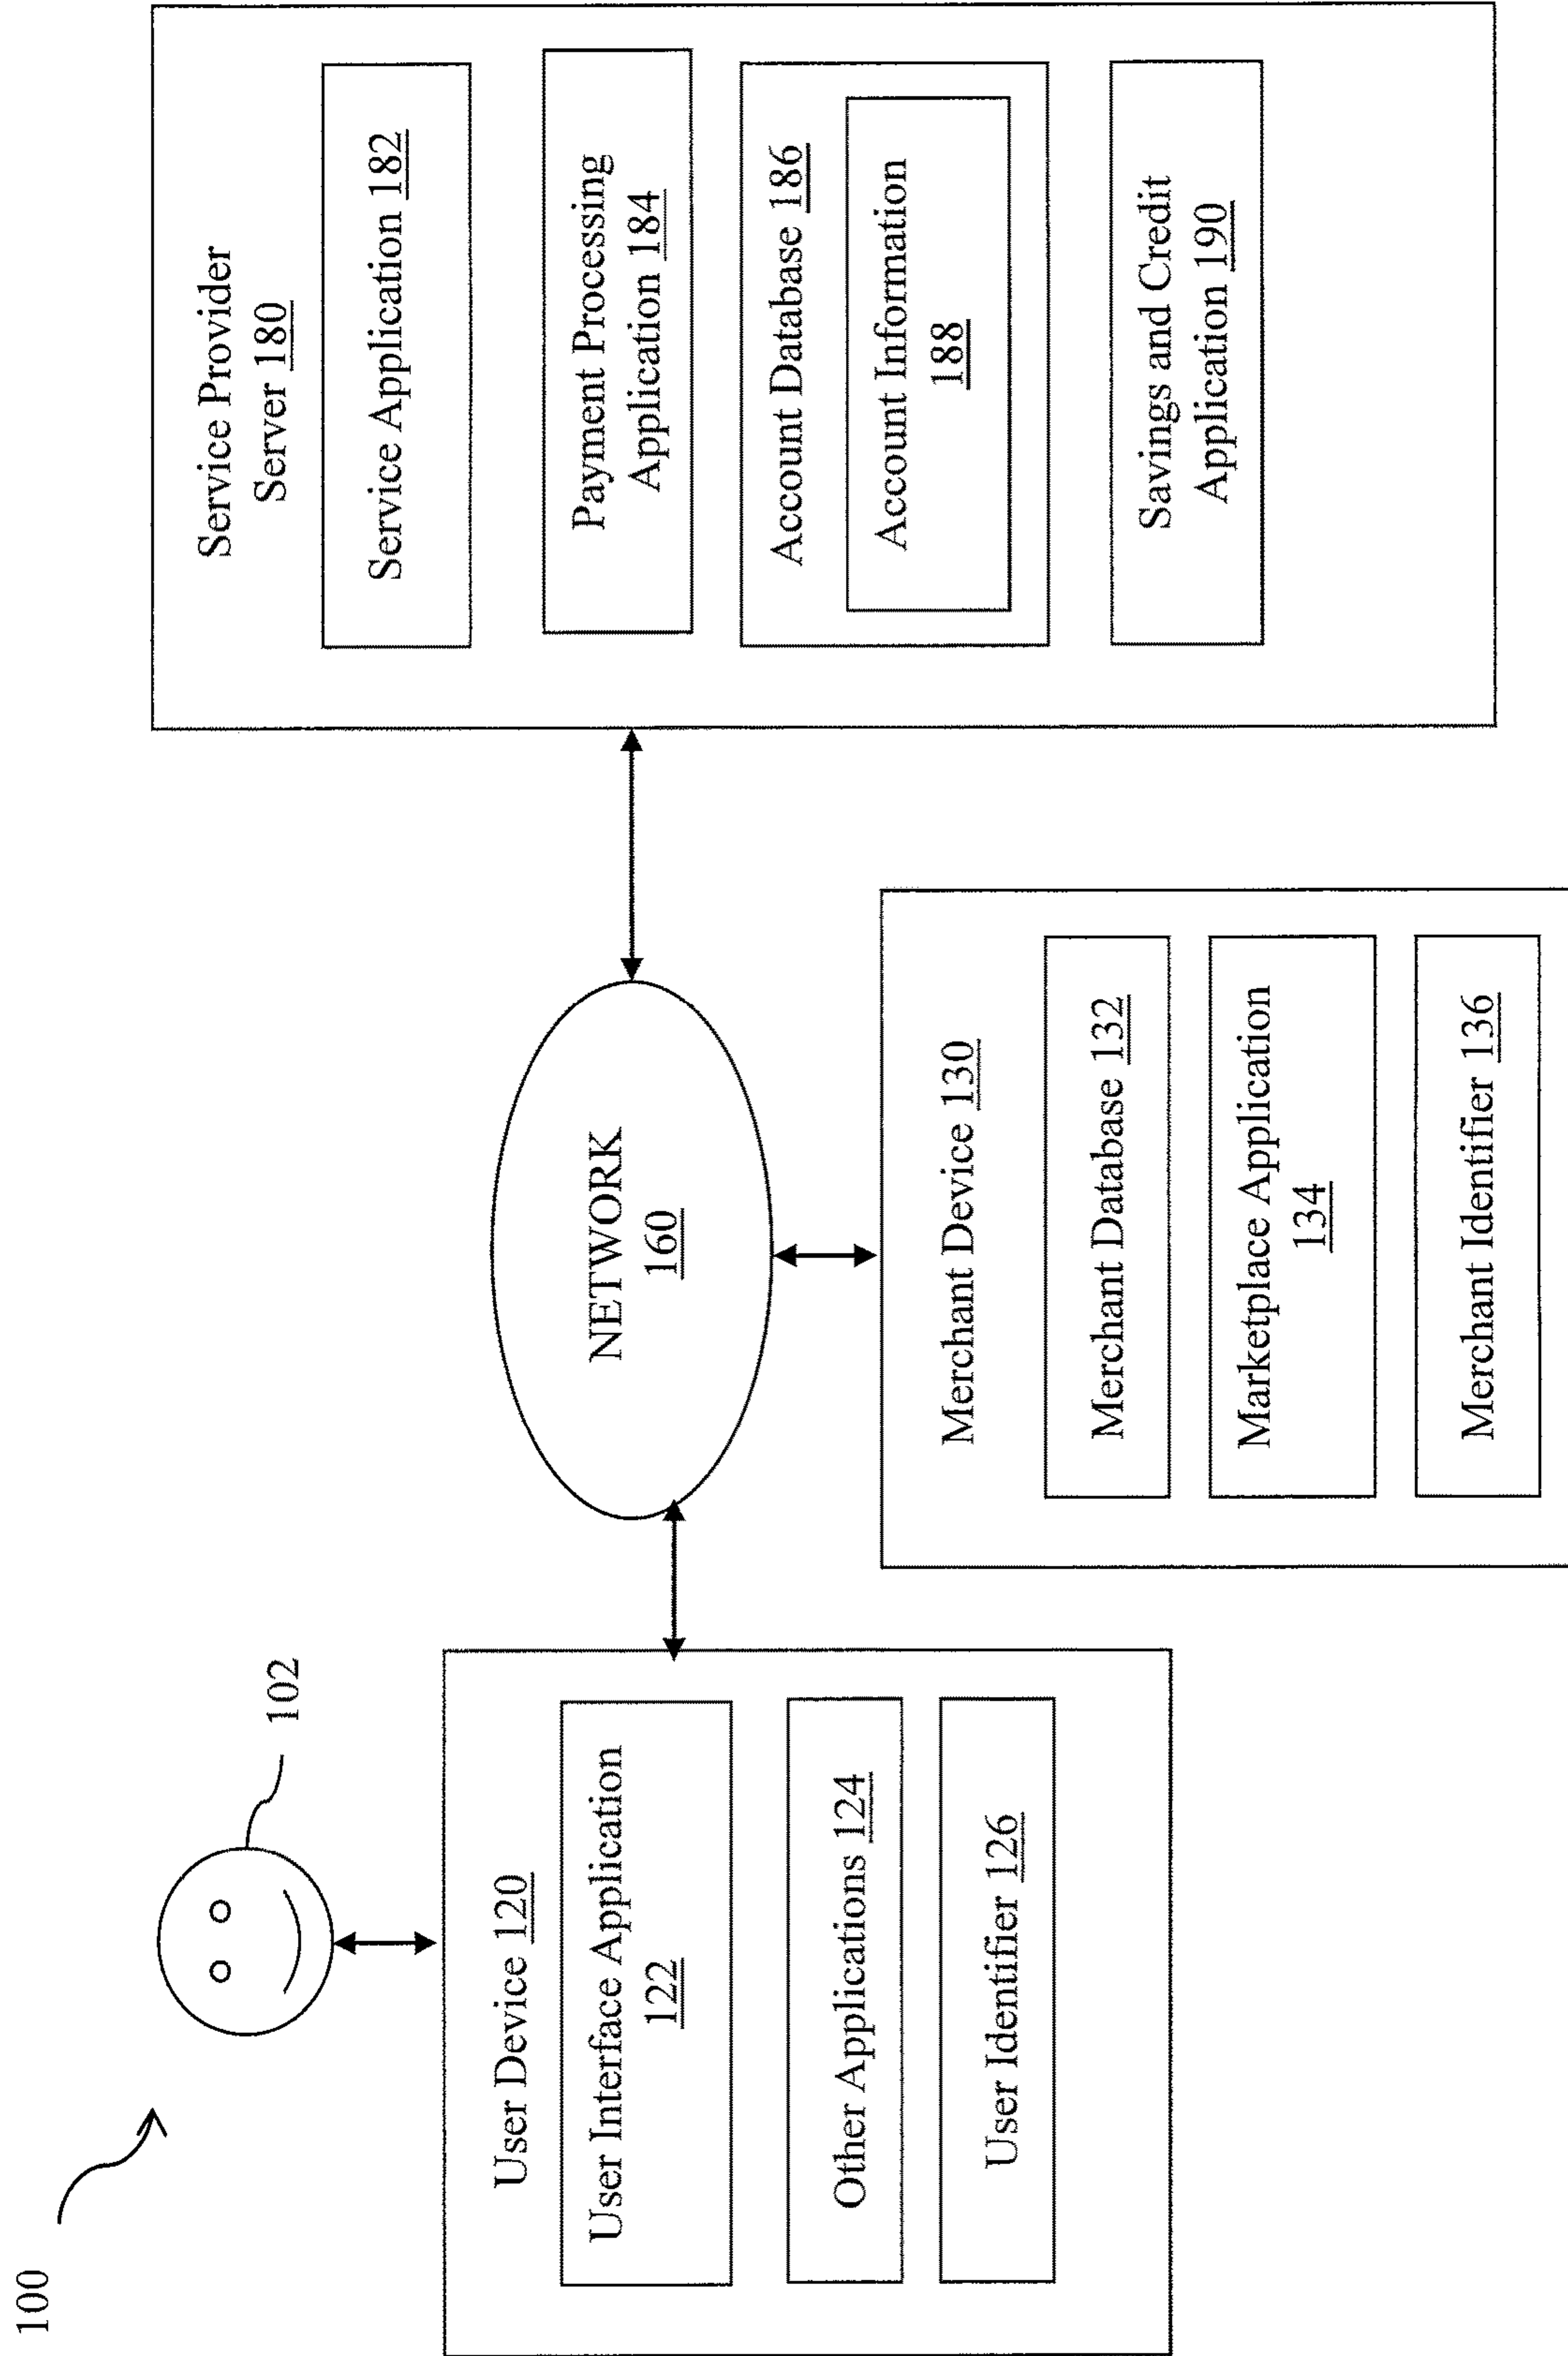 100
102
User Device 120
User Interface Application
122
Other Applications 124
User Identifier 126
NETWORK
160
Merchant Device 130
Merchant Database 132
Marketplace Application
134
Merchant Identifier 136
Service Provider
Server 180
Service Application 182
Payment Processing
Application 184
Account Database 186
Account Information
188
Savings and Credit
Application 190